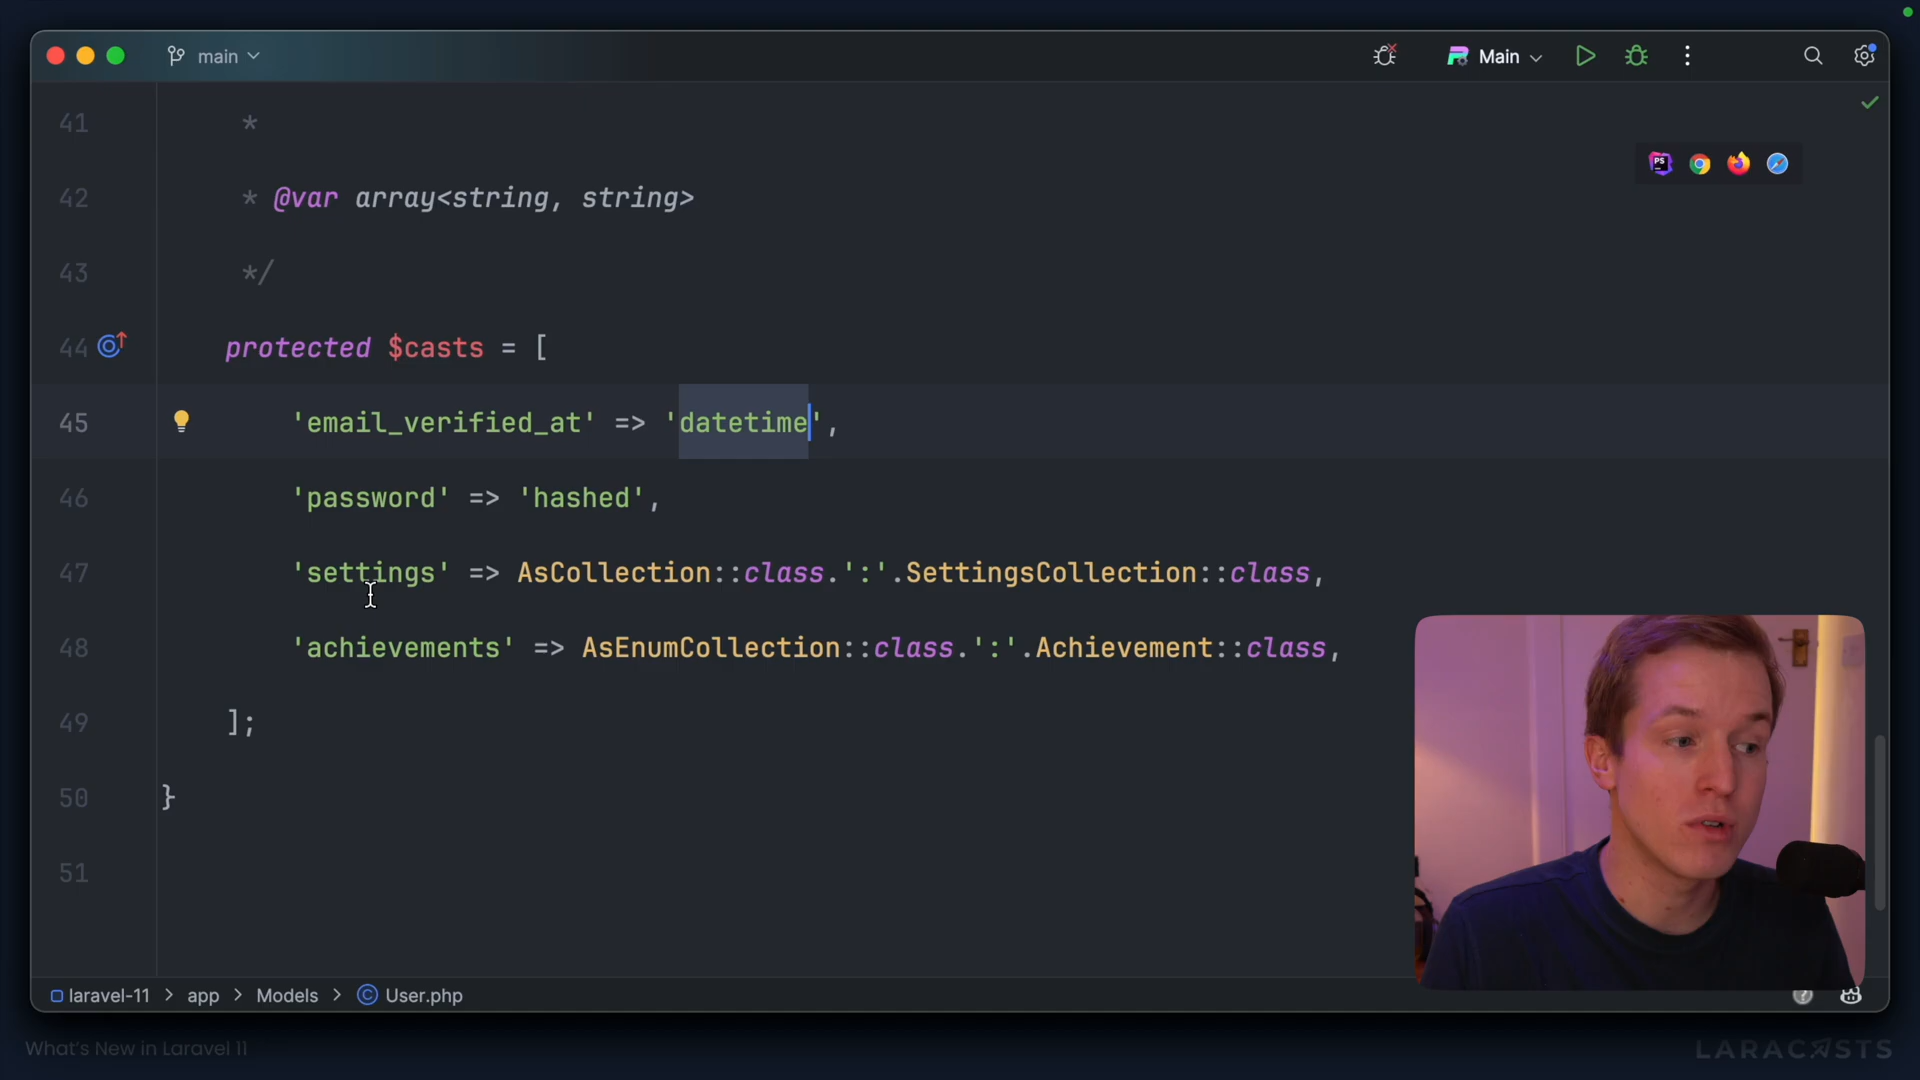 main
Main
41 *
42 * @var array<string, string>
43 */
44 protected $casts = [
45 'email_verified_at' => 'datetime',
46 'password' => 'hashed',
47 'settings' => AsCollection::class.':'.SettingsCollection::class,
48 'achievements' => AsEnumCollection::class.':'.Achievement::class,
49 ];
50 }
51
PS
laravel-11 > app > Models > C User.php
What's New in Laravel 11
LARACASTS